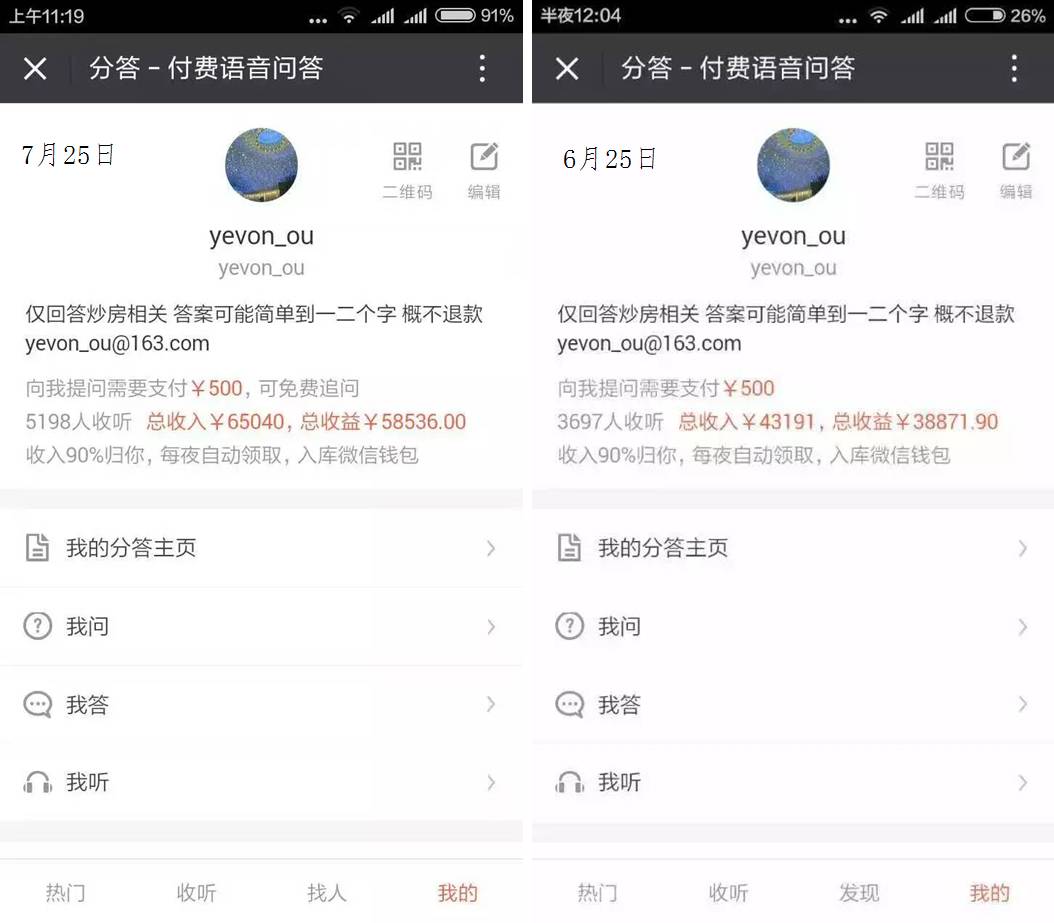 上午11:19
91%
分答 - 付费语音问答
7月25日
二维码
编辑
yevon_ou
yevon_ou
仅回答炒房相关 答案可能简单到一二个字 概不退款
yevon_ou@163.com
向我提问需要支付￥500，可免费追问
5198人收听 总收入￥65040，总收益￥58536.00
收入90%归你，每夜自动领取，入库微信钱包
我的分答主页
我问
我答
我听
热门
收听
找人
我的
半夜12:04
26%
分答 - 付费语音问答
6月25日
二维码
编辑
yevon_ou
yevon_ou
仅回答炒房相关 答案可能简单到一二个字 概不退款
yevon_ou@163.com
向我提问需要支付￥500
3697人收听 总收入￥43191，总收益￥38871.90
收入90%归你，每夜自动领取，入库微信钱包
我的分答主页
我问
我答
我听
热门
收听
发现
我的